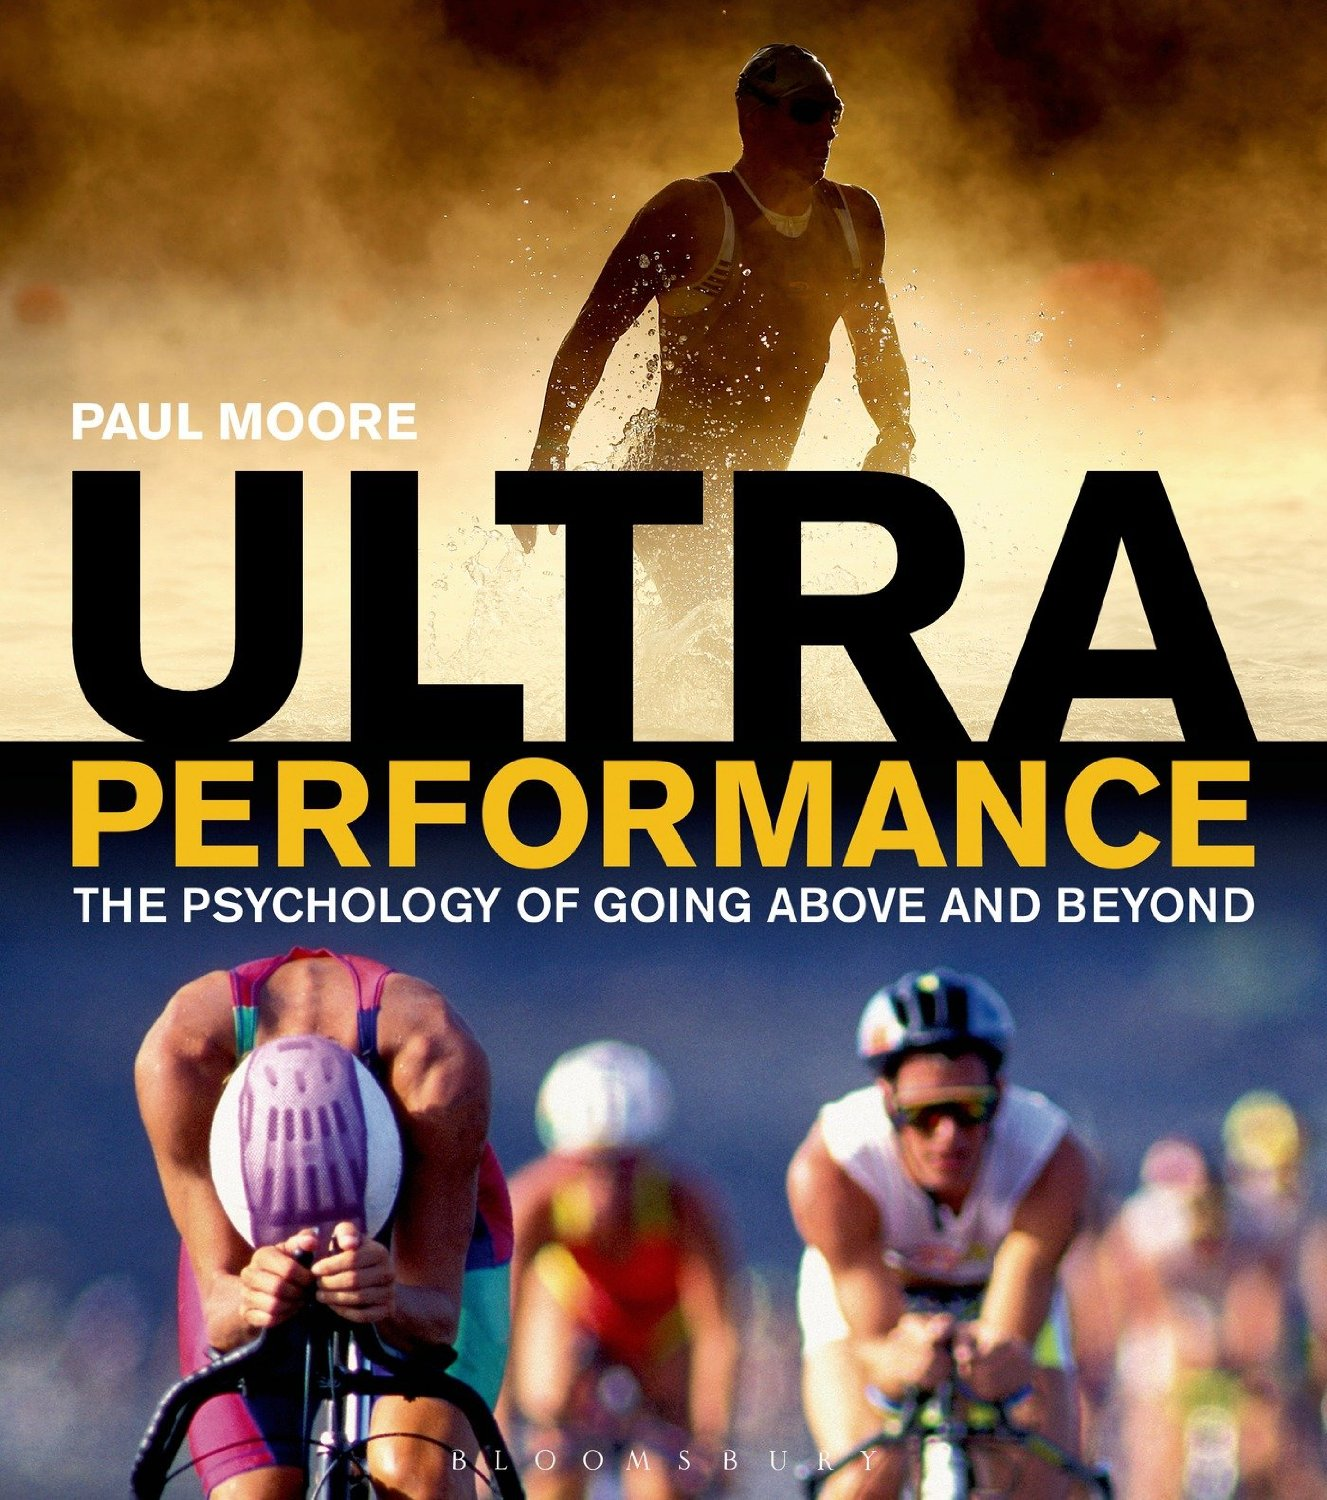 PAUL MOORE
ULTRA
PERFORMANCE
THE PSYCHOLOGY OF GOING ABOVE AND BEYOND
BLOOMSBURY